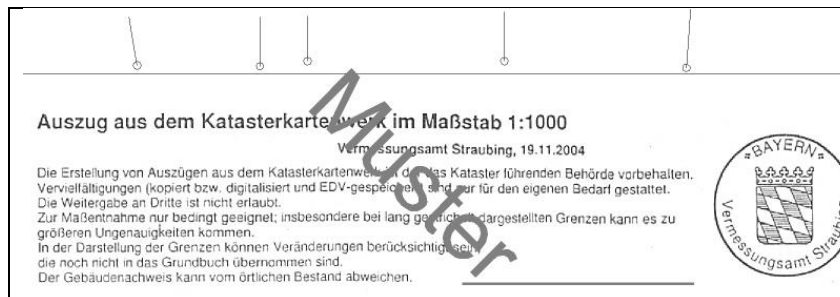 Auszug aus dem Katasterkartenwerk im Maßstab 1:1000
Vermessungsamt Straubing, 19.11.2004
Die Erstellung von Auszügen aus dem Katasterkartenwerk ist der das Kataster führenden Behörde vorbehalten.
Vervielfältigungen (kopiert bzw. digitalisiert und EDV-gespeichert) sind nur für den eigenen Bedarf gestattet.
Die Weitergabe an Dritte ist nicht erlaubt.
Zur Maßentnahme nur bedingt geeignet; insbesondere bei lang gestrichelt dargestellten Grenzen kann es zu
größeren Ungenauigkeiten kommen.
In der Darstellung der Grenzen können Veränderungen berücksichtigt sein,
die noch nicht in das Grundbuch übernommen sind.
Der Gebäudenachweis kann vom örtlichen Bestand abweichen.
Muster
BAYERN
Vermessungsamt Straubing